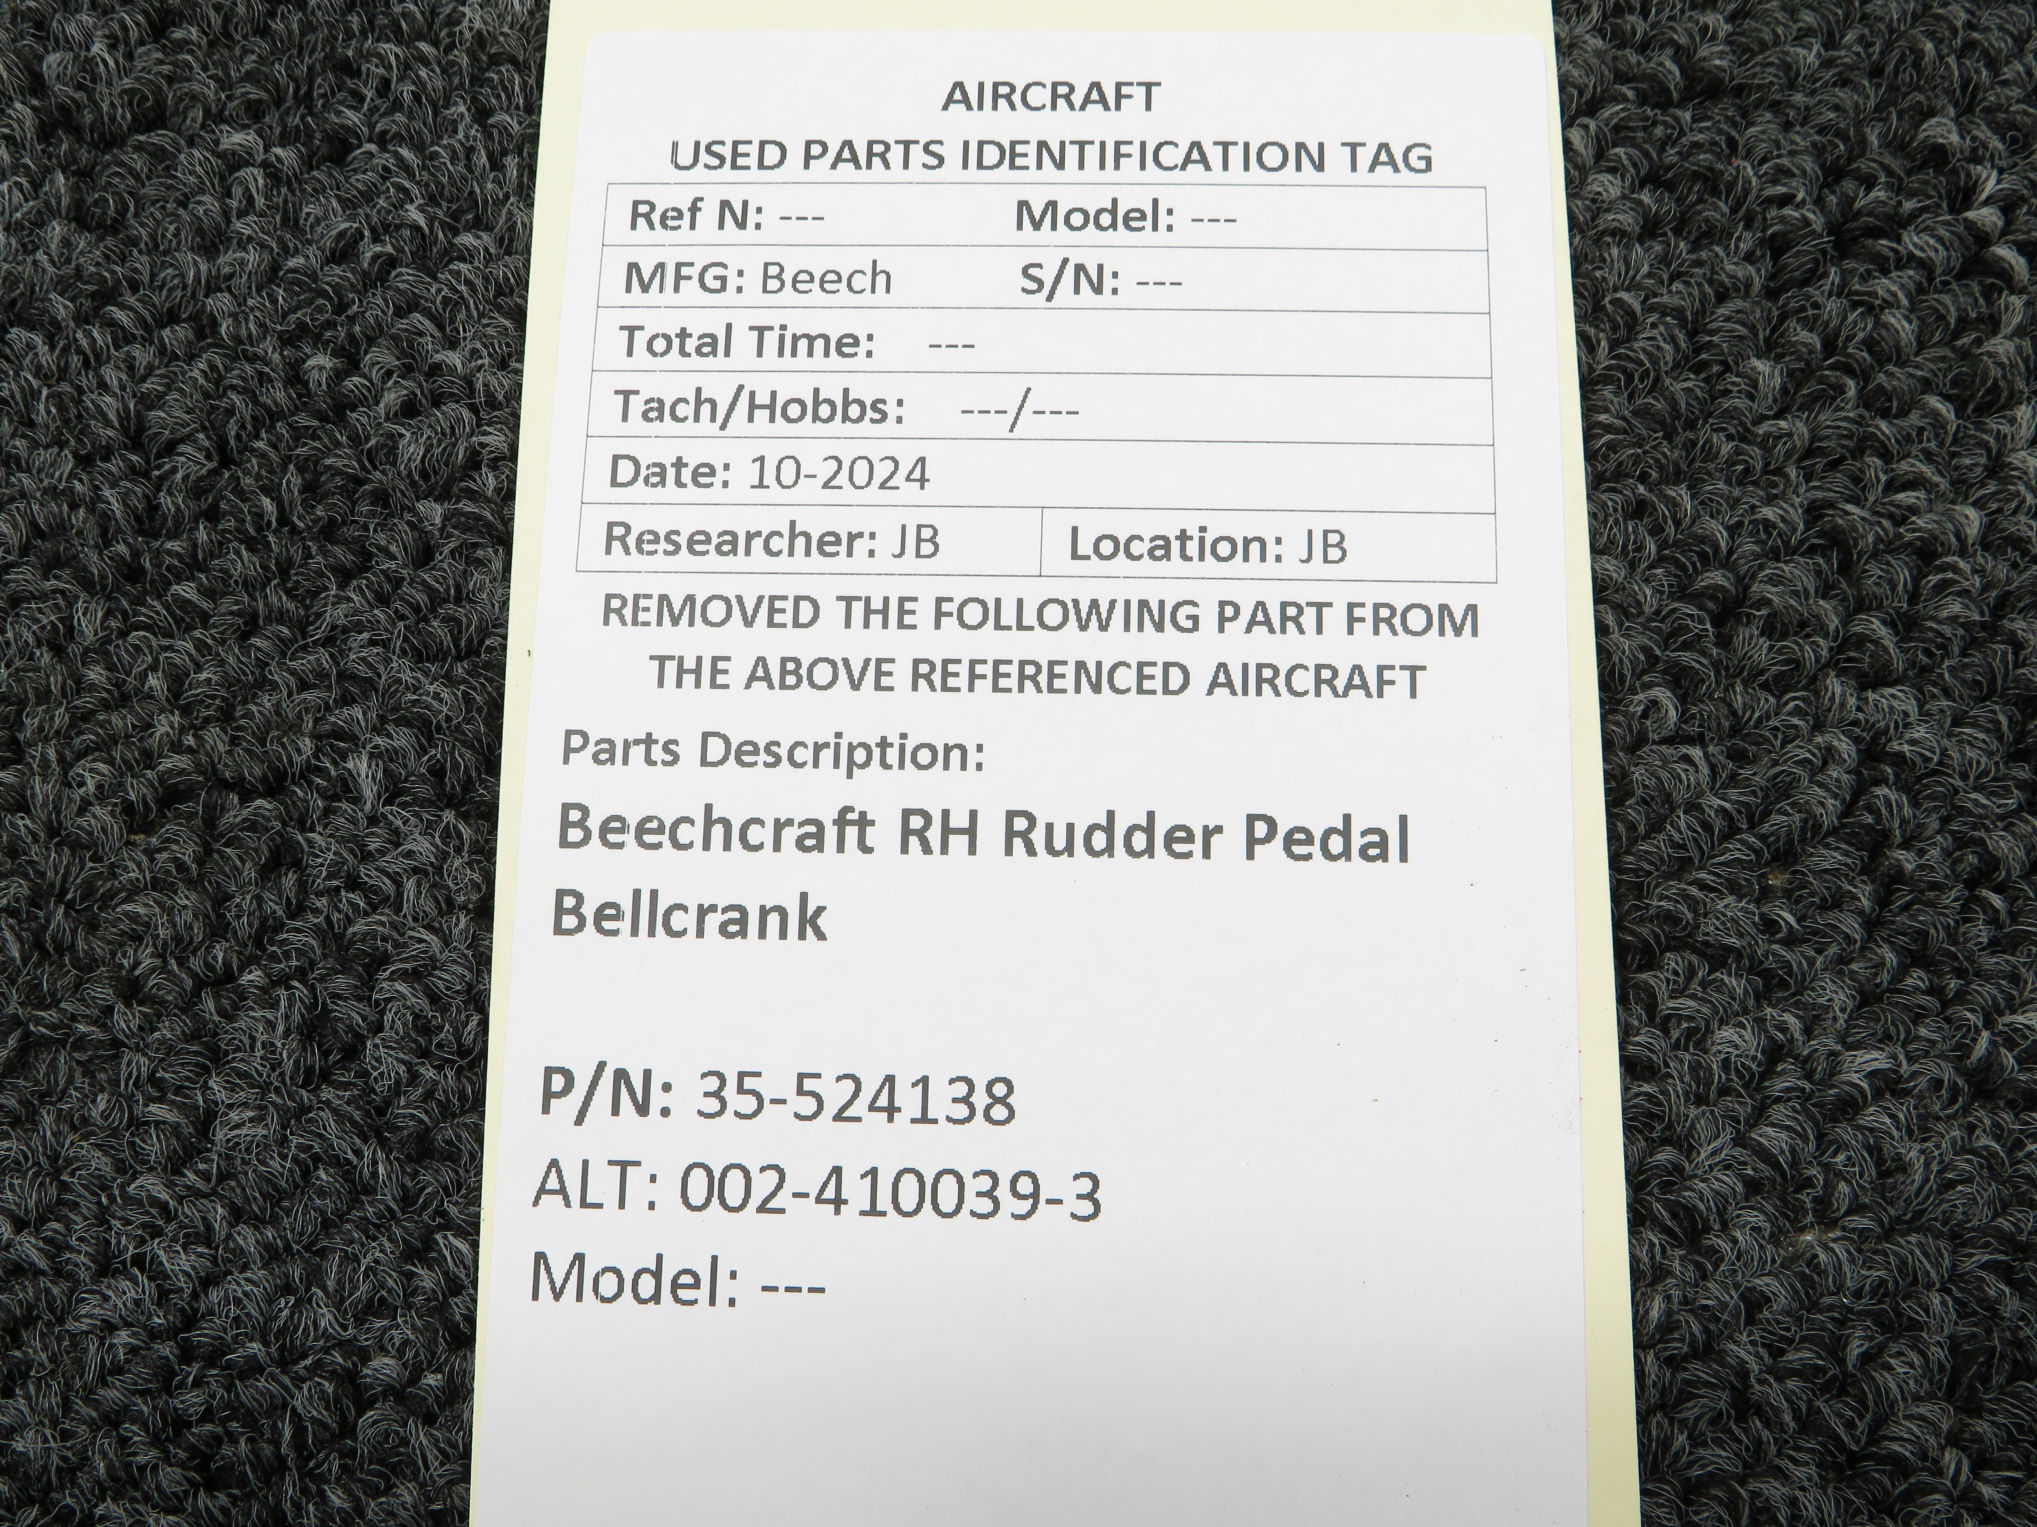 AIRCRAFT
USED PARTS IDENTIFICATION TAG
Ref N: --- Model: ---
MFG: Beech S/N: ---
Total Time: ---
Tach/Hobbs: ---/---
Date: 10-2024
Researcher: JB Location: JB
REMOVED THE FOLLOWING PART FROM
THE ABOVE REFERENCED AIRCRAFT
Parts Description:
Beechcraft RH Rudder Pedal
Bellcrank
P/N: 35-524138
ALT: 002-410039-3
Model: ---